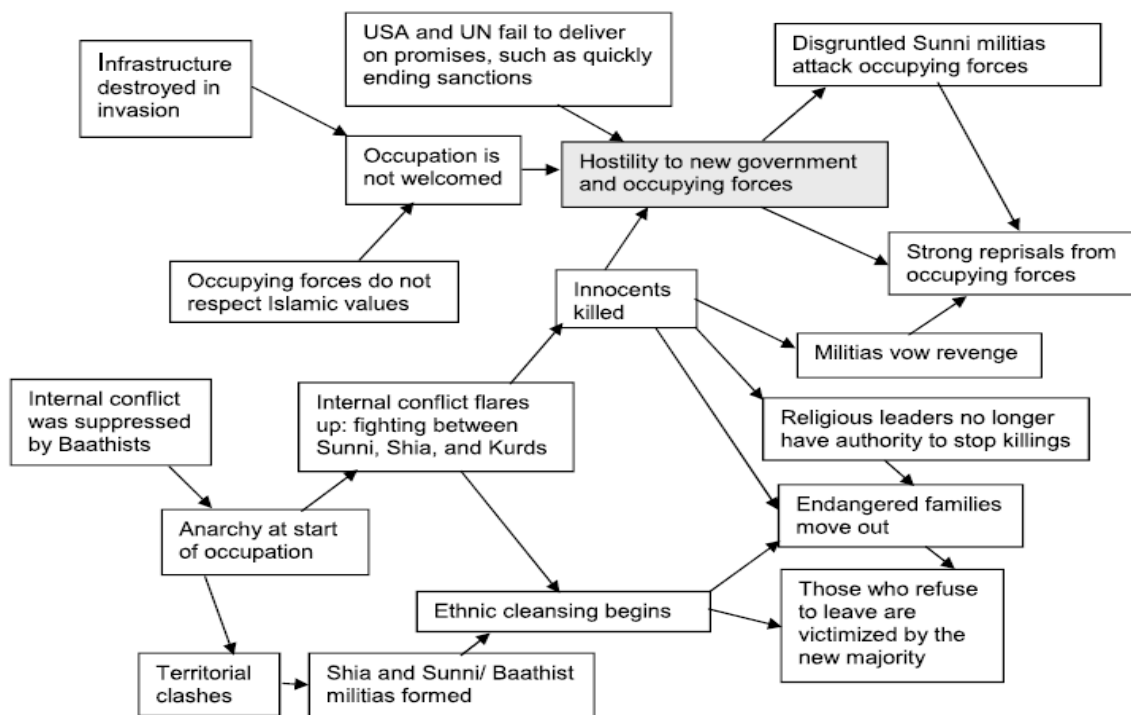 USA and UN fail to deliver
on promises, such as quickly
ending sanctions
Disgruntled Sunni militias
attack occupying forces
Infrastructure
destroyed in
invasion
Occupation is
not welcomed
Hostility to new government
and occupying forces
Occupying forces do not
respect Islamic values
Innocents
killed
Strong reprisals from
occupying forces
Militias vow revenge
Internal conflict
was suppressed
by Baathists
Internal conflict flares
up: fighting between
Sunni, Shia, and Kurds
Religious leaders no longer
have authority to stop killings
Anarchy at start
of occupation
Endangered families
move out
Ethnic cleansing begins
Those who refuse
to leave are
victimized by the
new majority
Territorial
clashes
Shia and Sunni/ Baathist
militias formed